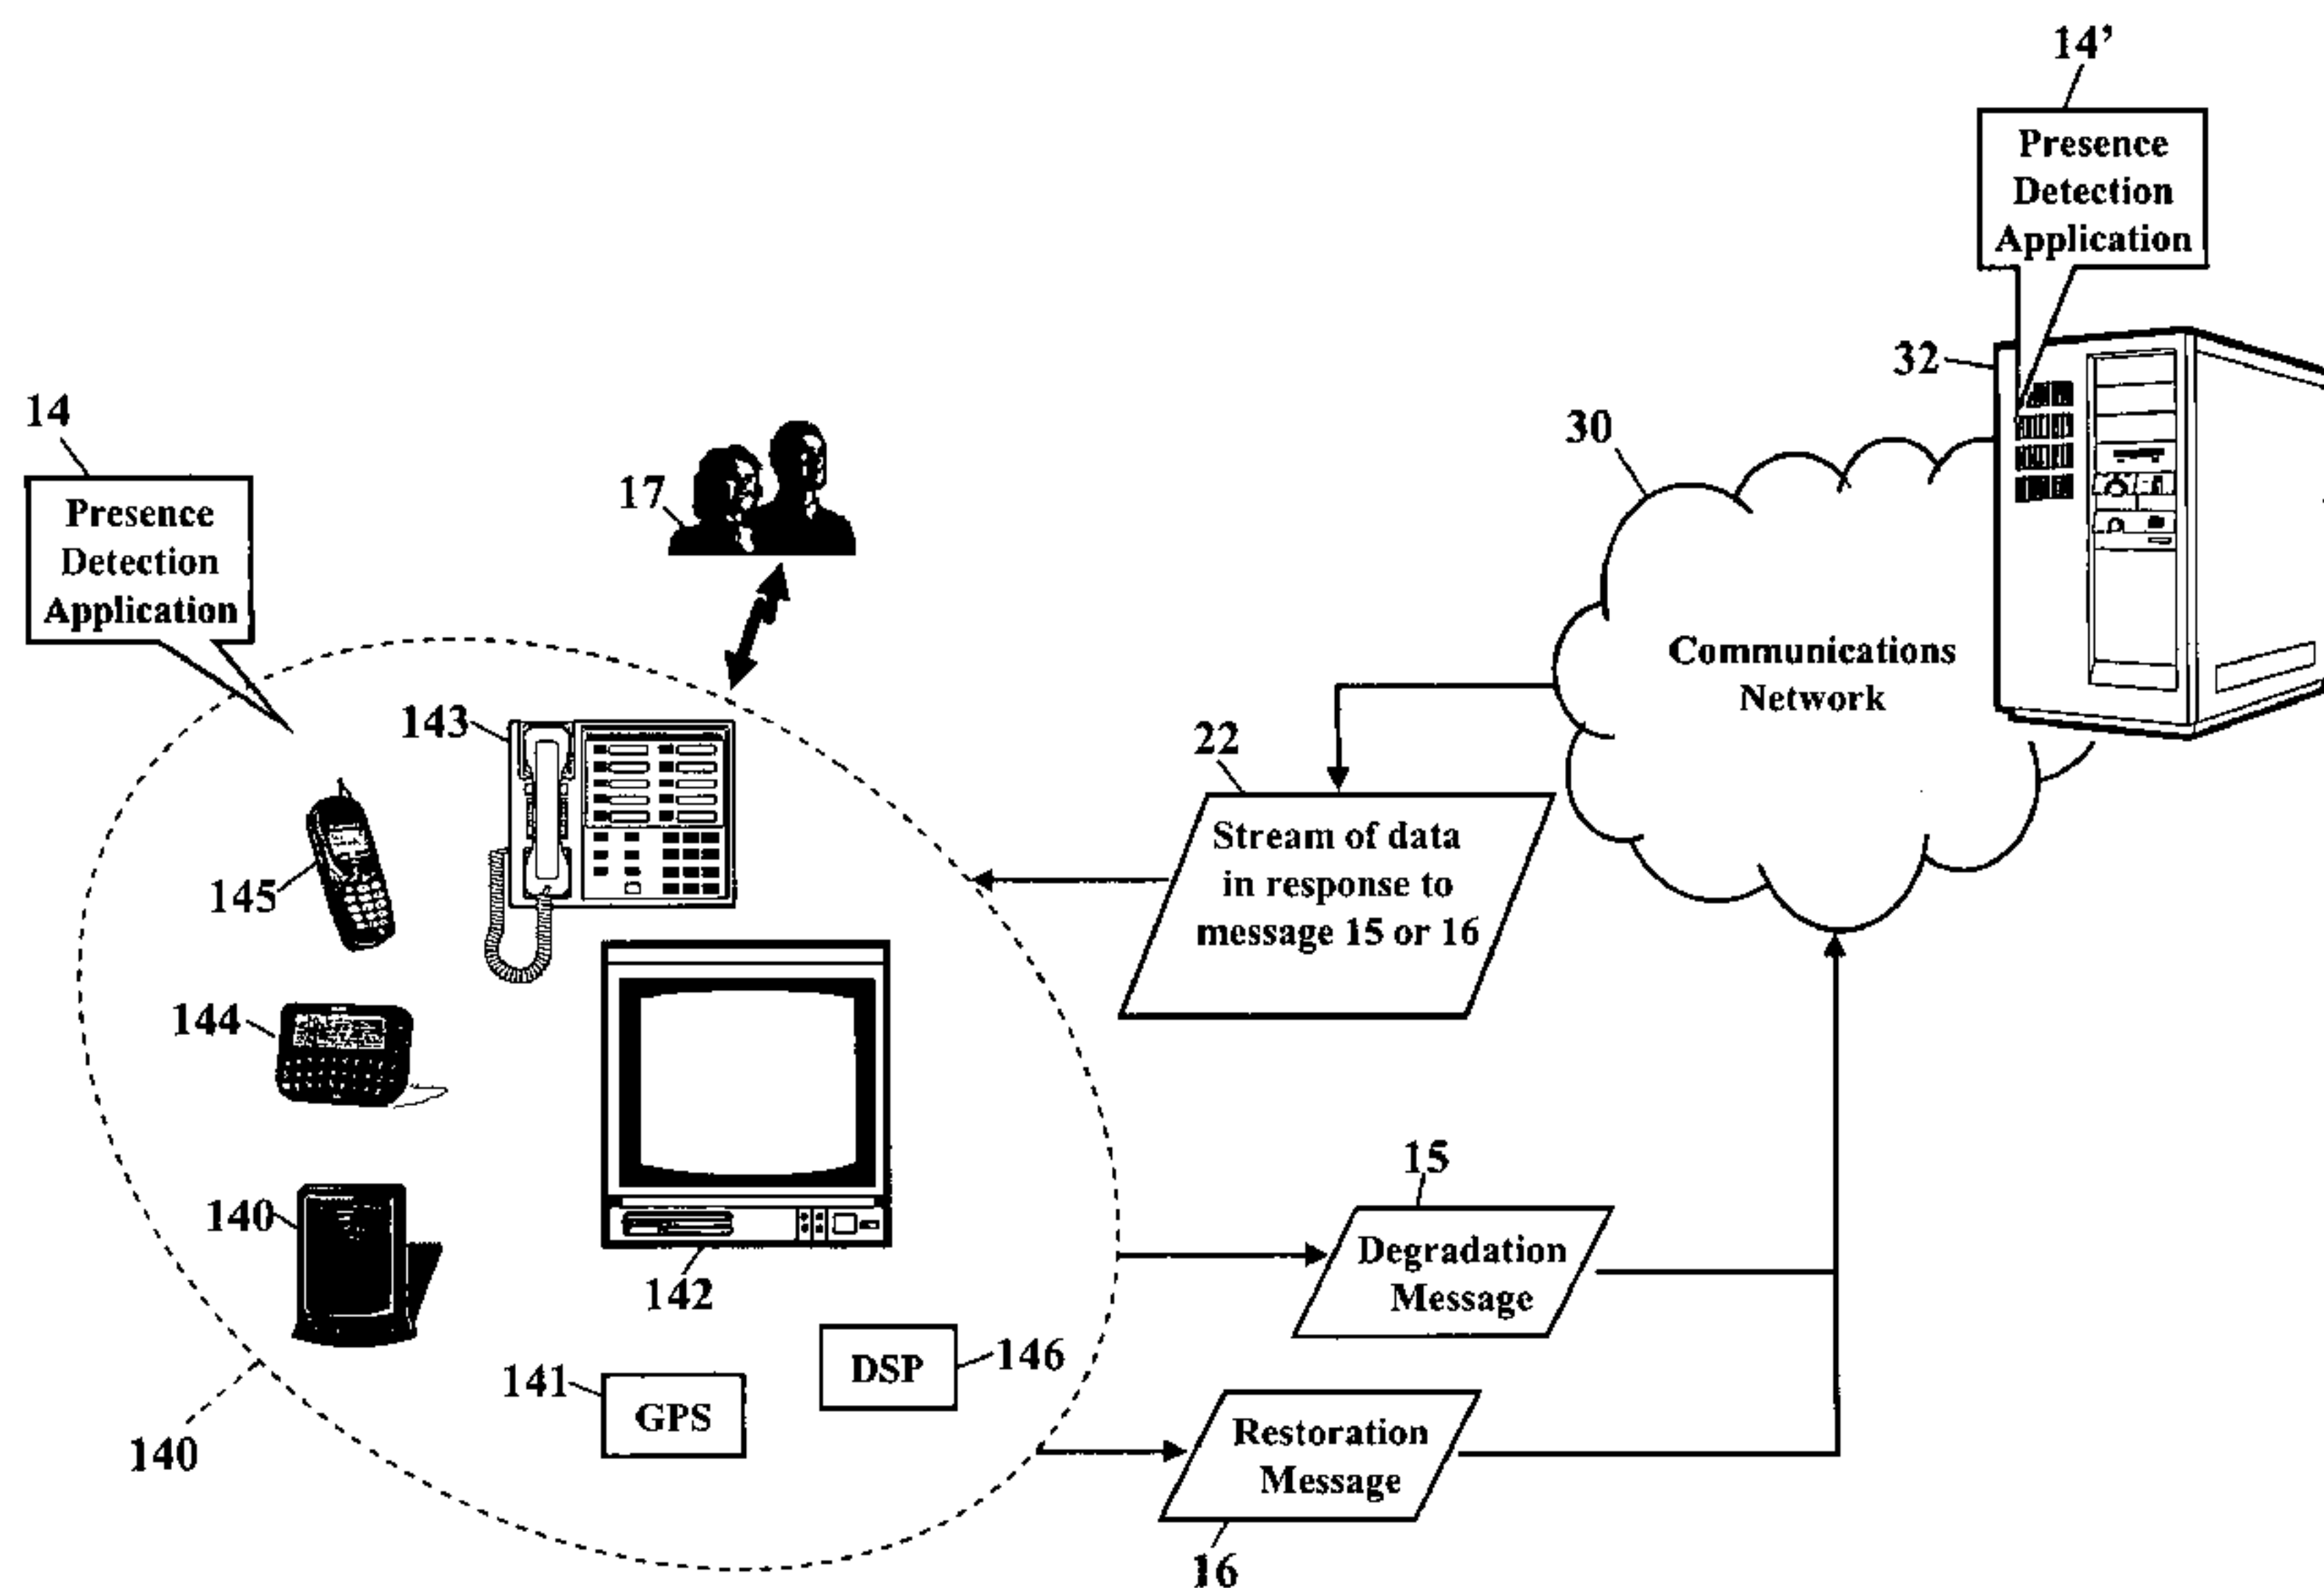 14’
Presence
Detection
Application
32
30
14
Presence
Detection
Application
17
Communications
Network
143
22
Stream of data
in response to
message 15 or 16
145
144
15
Degradation
Message
140
142
DSP
146
141
GPS
Restoration
Message
140
16